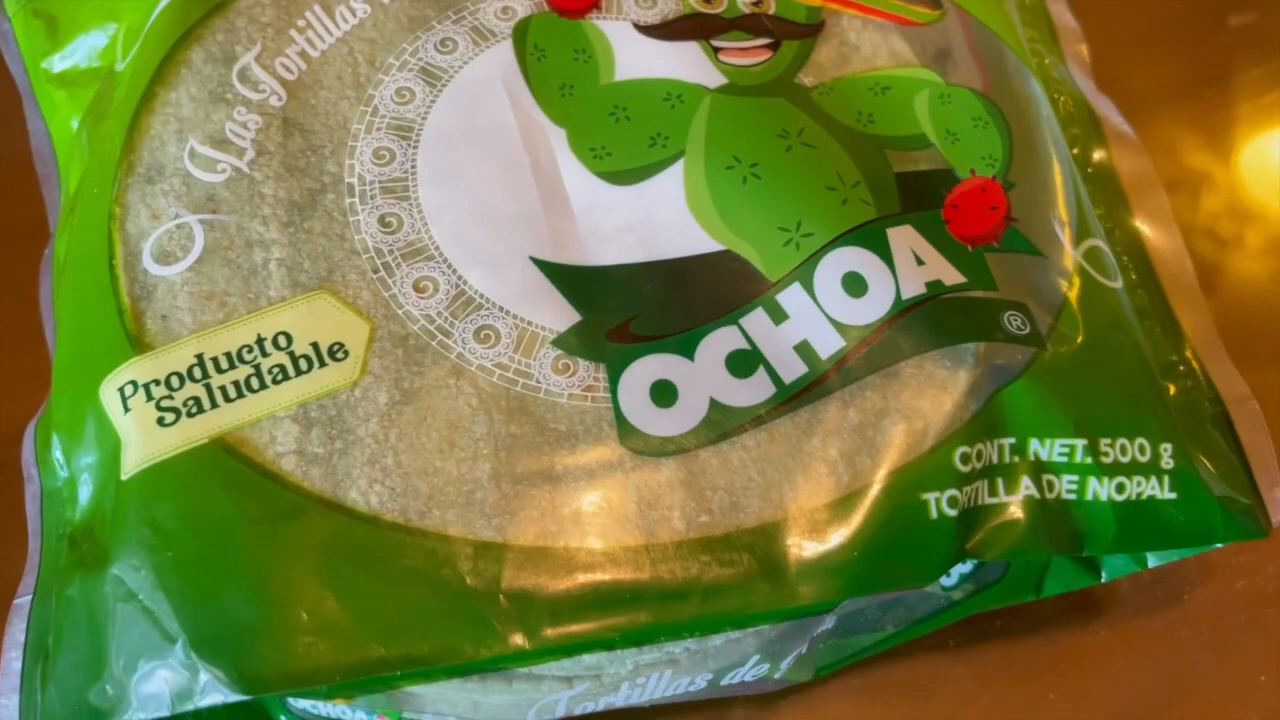 Las Tortillas
OCHOA
®
Producto
Saludable
CONT. NET. 500 g
TORTILLA DE NOPAL
Tortillas de
OCHOA